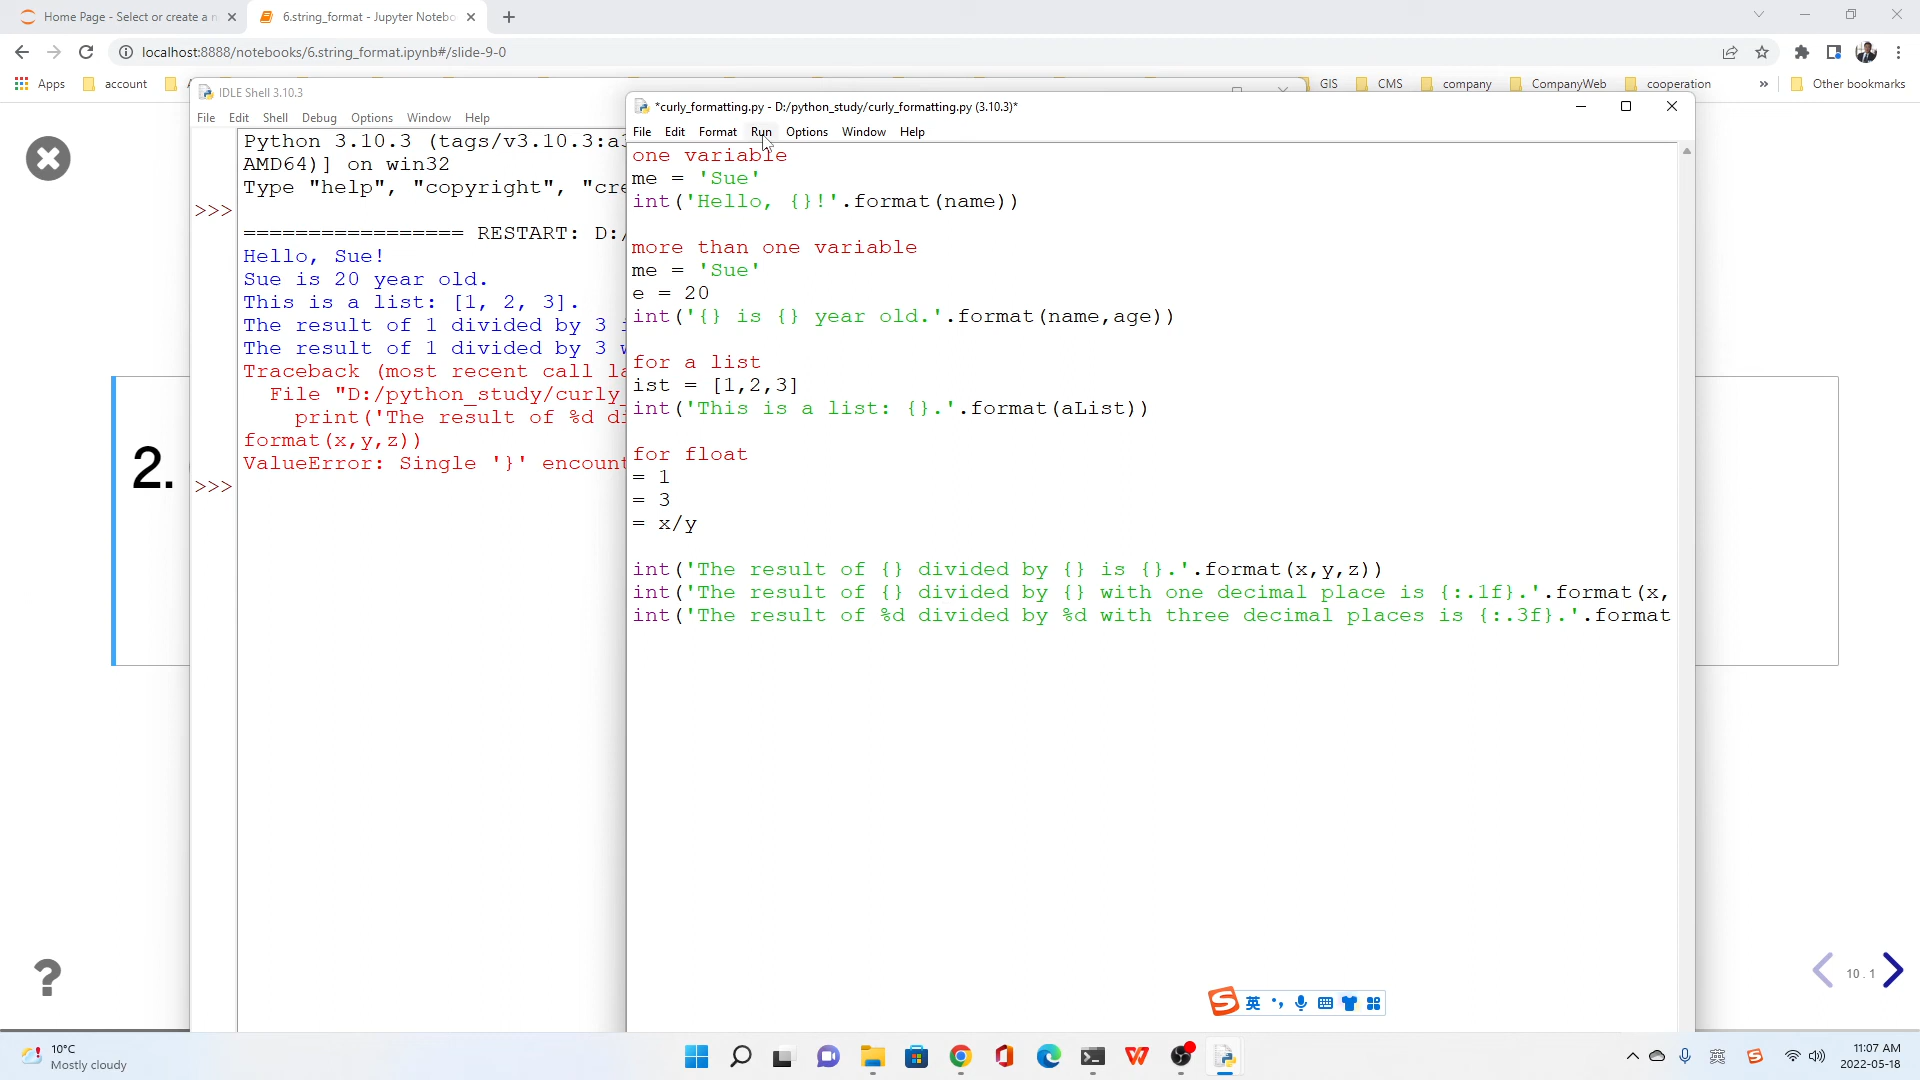 Home Page - Select or create a n
6.string_format - Jupyter Notebo
localhost:8888/notebooks/6.string_format.ipynb#/slide-9-0
Apps
account
GIS
CMS
company
CompanyWeb
cooperation
»
Other bookmarks
IDLE Shell 3.10.3
File Edit Shell Debug Options Window Help
Python 3.10.3 (tags/v3.10.3:a3
AMD64)] on win32
Type "help", "copyright", "cre
>>>
================= RESTART: D:/
Hello, Sue!
Sue is 20 year old.
This is a list: [1, 2, 3].
The result of 1 divided by 3 i
The result of 1 divided by 3 w
Traceback (most recent call la
File "D:/python_study/curly_
print('The result of %d di
format(x,y,z))
ValueError: Single '}' encount
>>>
*curly_formatting.py - D:/python_study/curly_formatting.py (3.10.3)*
File Edit Format Run Options Window Help
one variable
me = 'Sue'
int('Hello, {}!'.format(name))
more than one variable
me = 'Sue'
e = 20
int('{} is {} year old.'.format(name,age))
for a list
ist = [1,2,3]
int('This is a list: {}.'.format(aList))
for float
= 1
= 3
= x/y
int('The result of {} divided by {} is {}.'.format(x,y,z))
int('The result of {} divided by {} with one decimal place is {:.1f}.'.format(x,
int('The result of %d divided by %d with three decimal places is {:.3f}.'.format
2.
10.1
英
10°C
Mostly cloudy
英
11:07 AM
2022-05-18